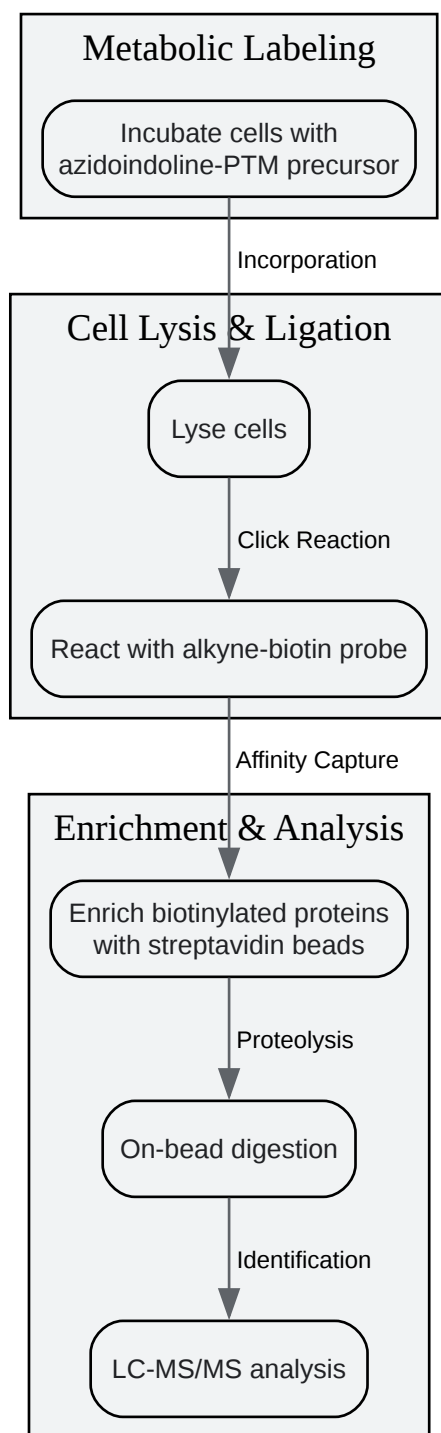 Metabolic Labeling
Incubate cells with
azidoindoline-PTM precursor
Incorporation
Cell Lysis & Ligation
Lyse cells
Click Reaction
React with alkyne-biotin probe
Affinity Capture
Enrichment & Analysis
Enrich biotinylated proteins
with streptavidin beads
Proteolysis
On-bead digestion
Identification
LC-MS/MS analysis